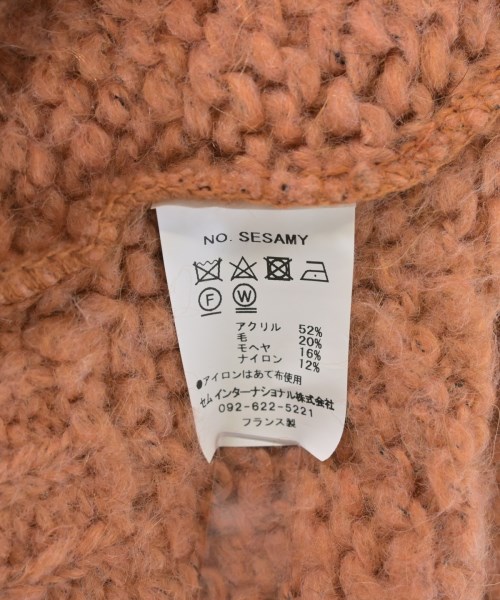 NO. SESAMY
F W
アクリル 52%
毛 20%
モヘヤ 16%
ナイロン 12%
●アイロンはあて布使用
セム インターナショナル株式会社
092-622-5221
フランス製